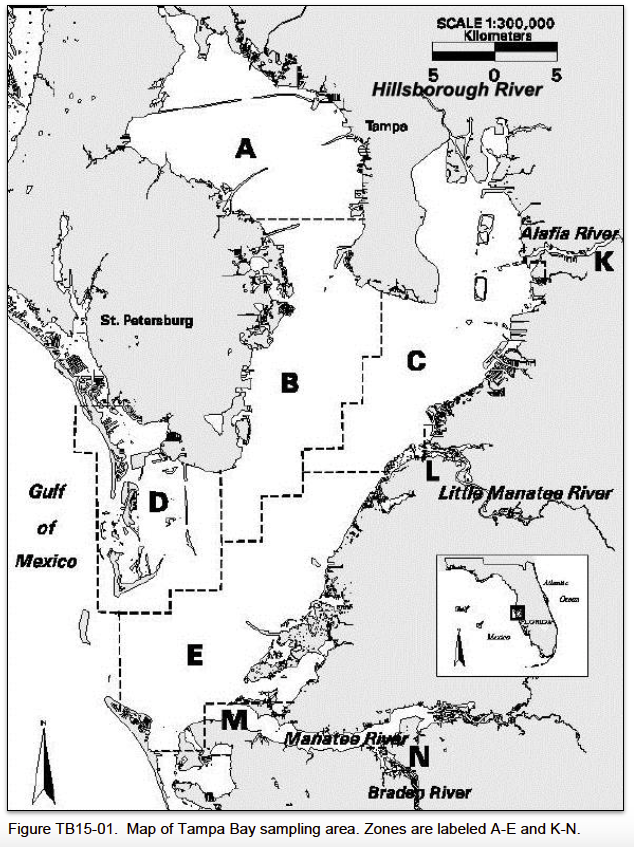 SCALE 1:300,000
Kilometers
5 0 5
Hillsborough River
Tampa
A
Alafia River
K
St. Petersburg
C
B
L
Gulf
of
Mexico
D
Little Manatee River
Atlantic
Ocean
Gulf
Mexico
E
M
Manatee River
N
N
Braden River
Figure TB15-01. Map of Tampa Bay sampling area. Zones are labeled A-E and K-N.